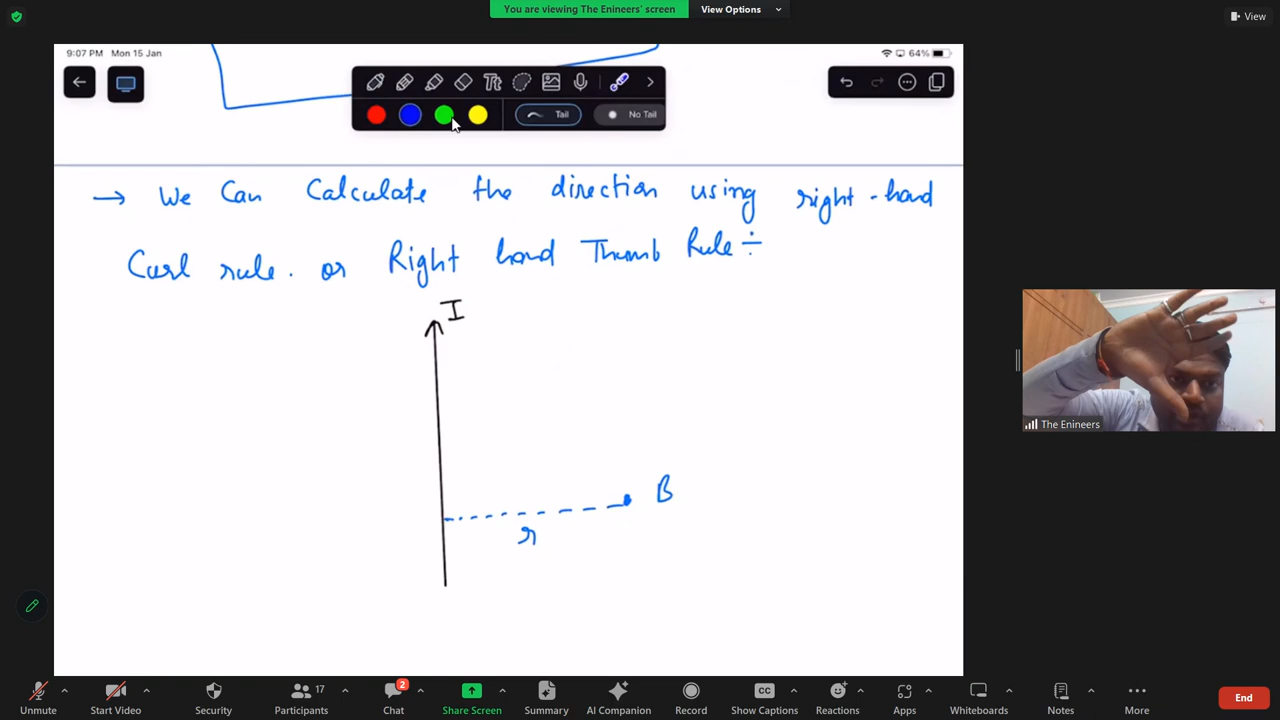 You are viewing The Enineers' screen
View Options
View
9:07 PM Mon 15 Jan
64%
Tt
Tail
No Tail
→ We Can Calculate the direction using right-hand
Curl rule. or Right hand Thumb Rule÷
I
B
r
The Enineers
Unmute
Start Video
Security
17
Participants
2
Chat
Share Screen
Summary
AI Companion
Record
CC
Show Captions
Reactions
Apps
Whiteboards
Notes
More
End